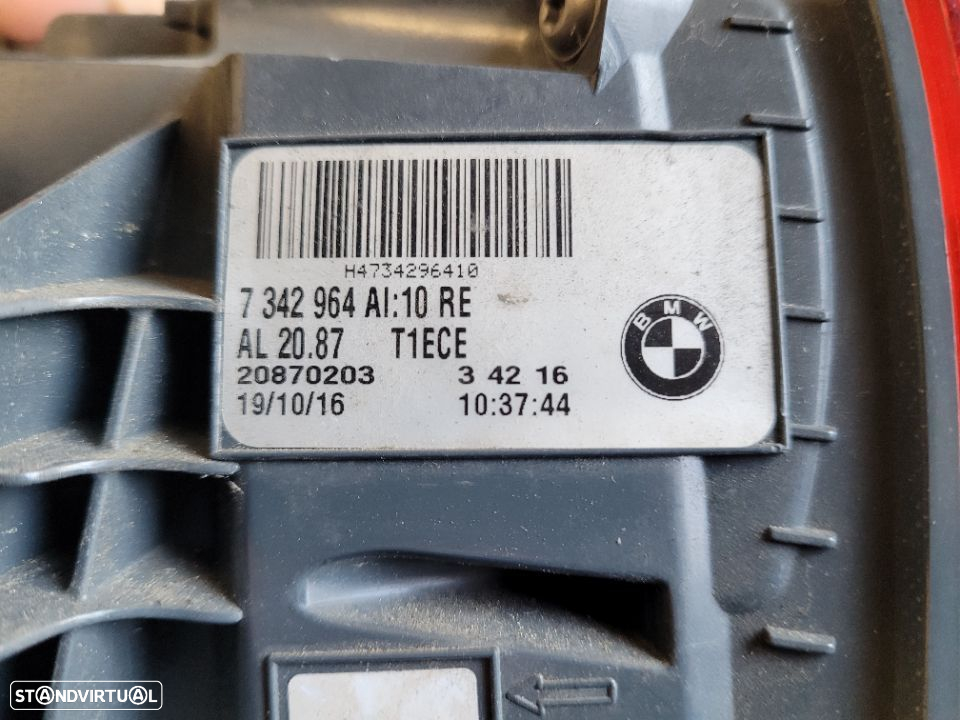 H4734296410
7 342 964 AI:10 RE
AL 20.87 T1ECE
BMW
20870203 3 42 16
19/10/16 10:37:44
STANDVIRTUAL